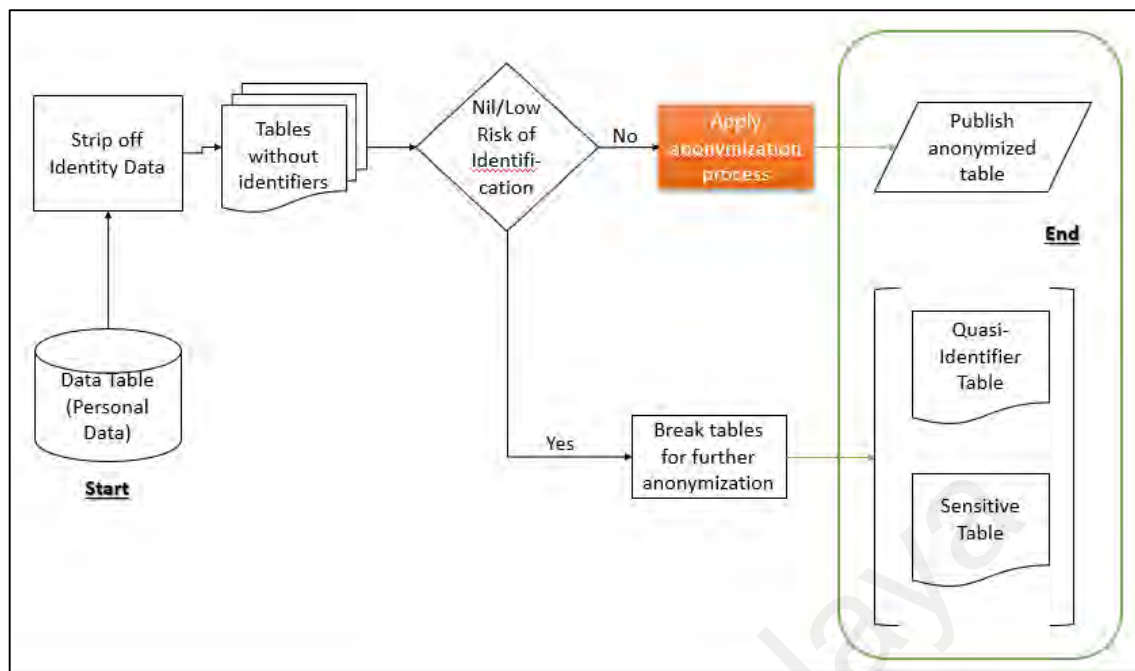 Strip off
Identity Data
Tables
without
identifiers
Nil/Low
Risk of
Identifi-
cation
No
Apply
anonymization
process
Publish
anonymized
table
End
Data Table
(Personal
Data)
Start
Yes
Break tables
for further
anonymization
Quasi-
Identifier
Table
Sensitive
Table
laya